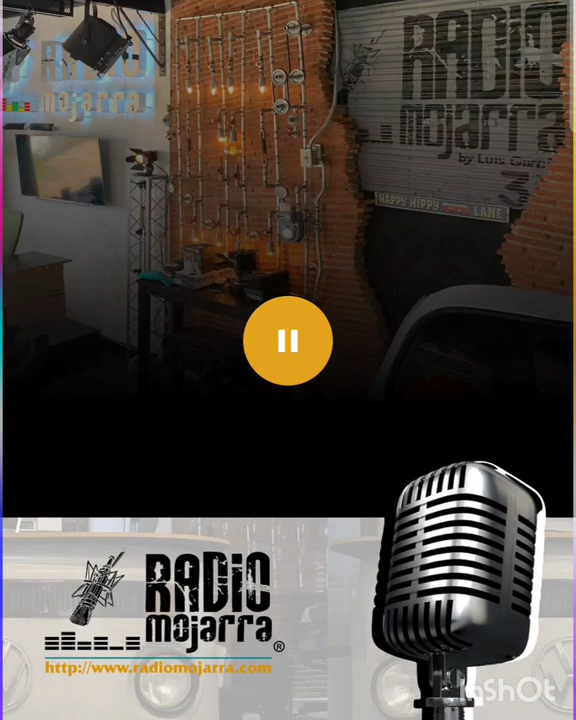 RADIO
mojarra
RADIO
mojarra
by Luis Garc
HAPPY HIPPY LANE
RADIO
mojarra®
http://www.radiomojarra.com
InShOt